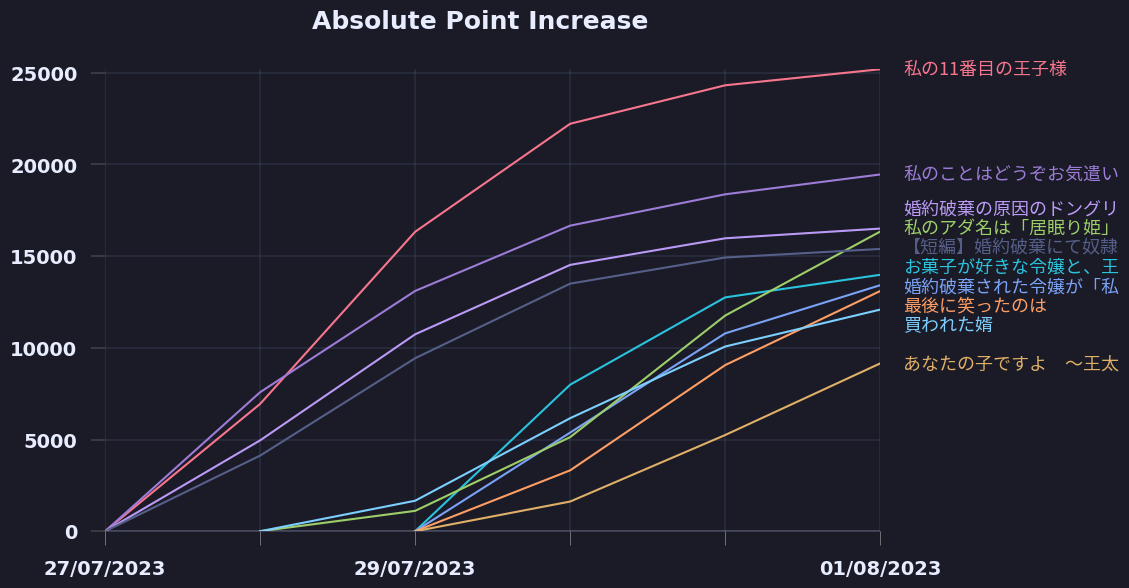 Absolute Point Increase
25000
20000
15000
10000
5000
0
27/07/2023
29/07/2023
01/08/2023
私の11番目の王子様
私のことはどうぞお気遣い
婚約破棄の原因のドングリ
私のアダ名は「居眠り姫」
【短編】婚約破棄にて奴隷
お菓子が好きな令嬢と、王
婚約破棄された令嬢が「私
最後に笑ったのは
買われた婿
あなたの子ですよ　～王太